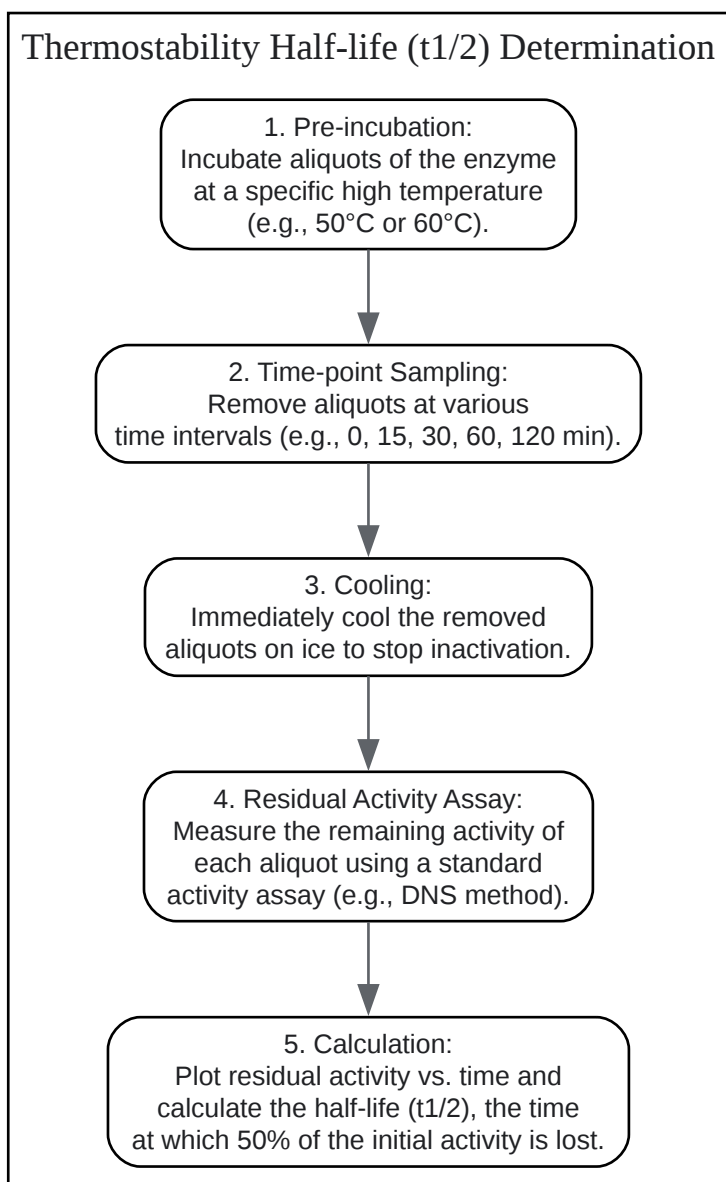 Thermostability Half-life (t1/2) Determination
1. Pre-incubation:
Incubate aliquots of the enzyme
at a specific high temperature
(e.g., 50°C or 60°C).
2. Time-point Sampling:
Remove aliquots at various
time intervals (e.g., 0, 15, 30, 60, 120 min).
3. Cooling:
Immediately cool the removed
aliquots on ice to stop inactivation.
4. Residual Activity Assay:
Measure the remaining activity of
each aliquot using a standard
activity assay (e.g., DNS method).
5. Calculation:
Plot residual activity vs. time and
calculate the half-life (t1/2), the time
at which 50% of the initial activity is lost.